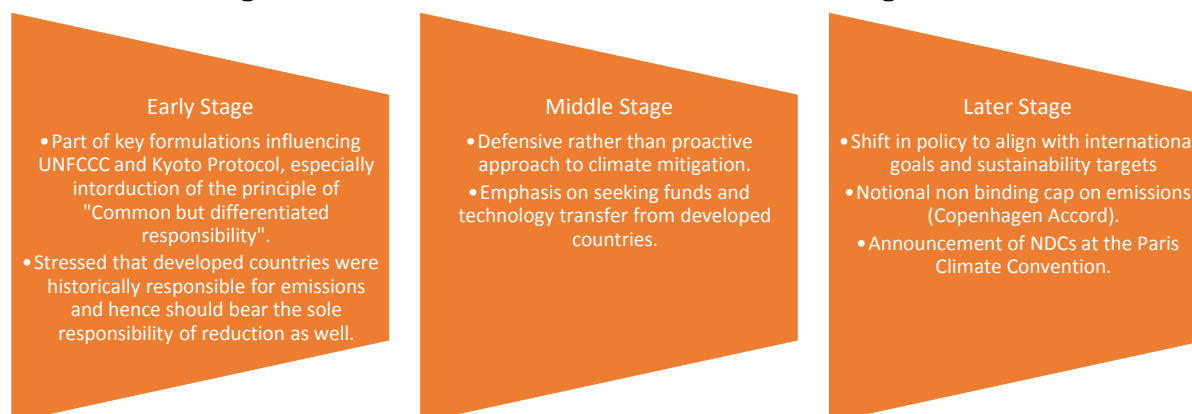 Early Stage
•Part of key formulations influencing
UNFCCC and Kyoto Protocol, especially
intorduction of the principle of
"Common but differentiated
responsibility".
•Stressed that developed countries were
historically responsible for emissions
and hence should bear the sole
responsibility of reduction as well.
Middle Stage
•Defensive rather than proactive
approach to climate mitigation.
•Emphasis on seeking funds and
technology transfer from developed
countries.
Later Stage
•Shift in policy to align with internationa
goals and sustainability targets
•Notional non binding cap on emissions
(Copenhagen Accord).
•Announcement of NDCs at the Paris
Climate Convention.